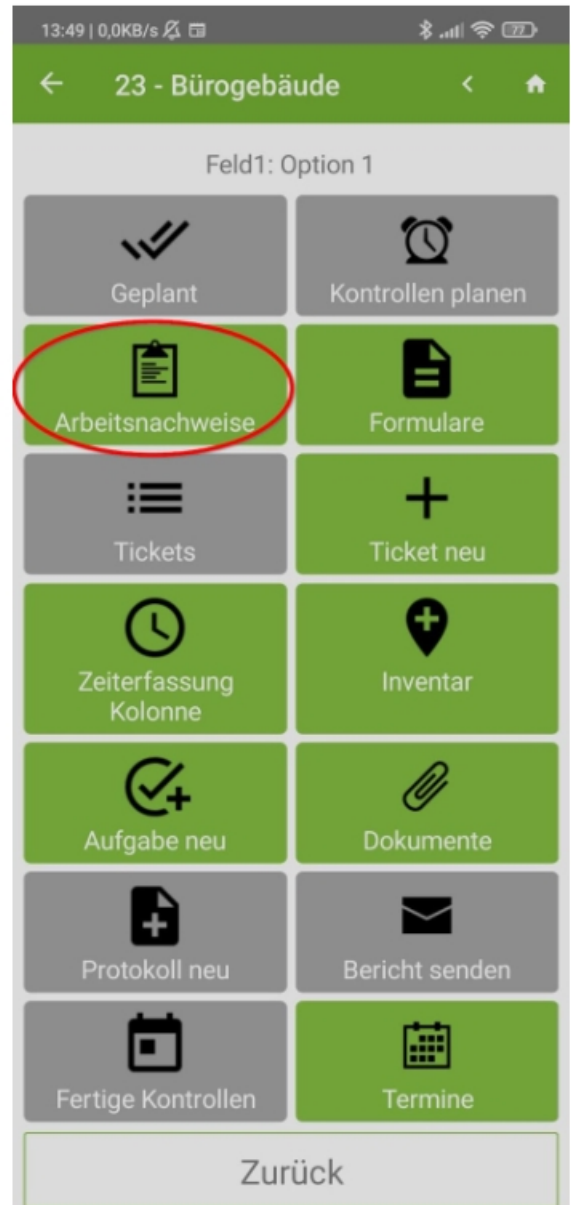 13:49 | 0,0KB/s
77
23 - Bürogebäude
Feld1: Option 1
Geplant
Kontrollen planen
Arbeitsnachweise
Formulare
Tickets
Ticket neu
Zeiterfassung
Kolonne
Inventar
Aufgabe neu
Dokumente
Protokoll neu
Bericht senden
Fertige Kontrollen
Termine
Zurück